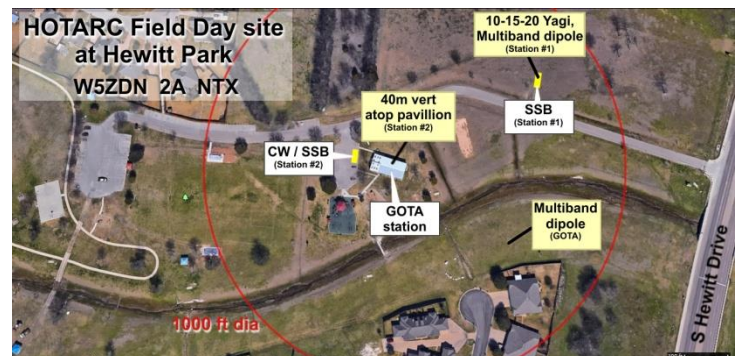 HOTARC Field Day site
at Hewitt Park
W5ZDN 2A NTX
10-15-20 Yagi,
Multiband dipole
(Station #1)
40m vert
atop pavillion
(Station #2)
SSB
(Station #1)
CW / SSB
(Station #2)
GOTA
station
Multiband
dipole
(GOTA)
S Hewitt Drive
1000 ft dia